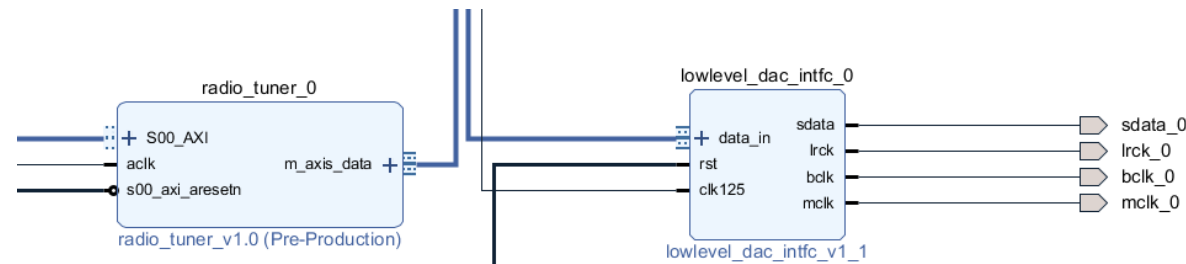 radio_tuner_0
S00_AXI
aclk
s00_axi_aresetn
m_axis_data
radio_tuner_v1.0 (Pre-Production)
lowlevel_dac_intfc_0
data_in
rst
clk125
sdata
lrck
bclk
mclk
lowlevel_dac_intfc_v1_1
sdata_0
lrck_0
bclk_0
mclk_0